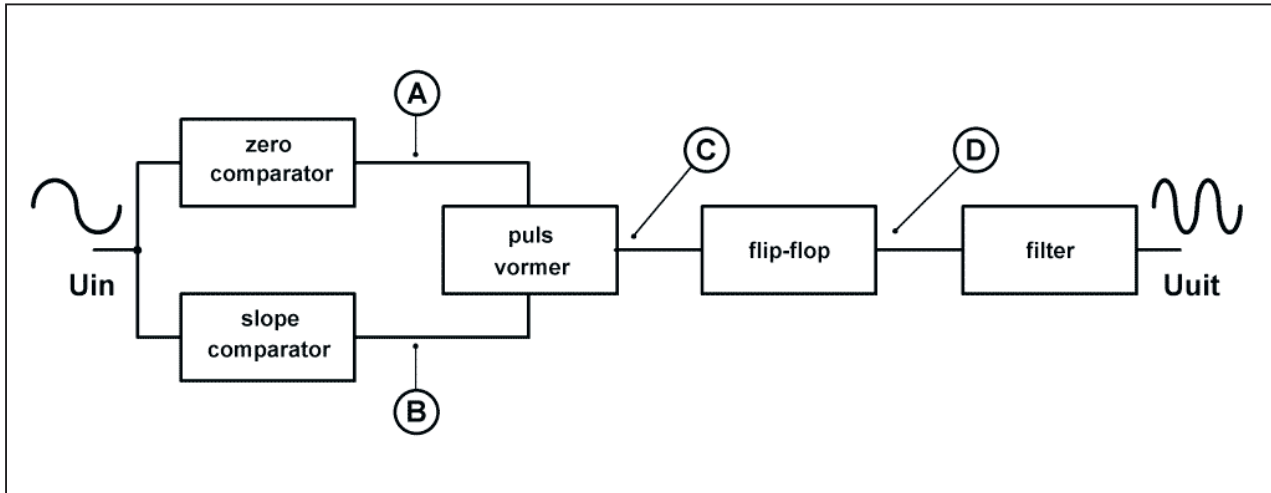 A
zero
comparator
C
D
puls
vormer
flip-flop
filter
Uin
Uuit
slope
comparator
B